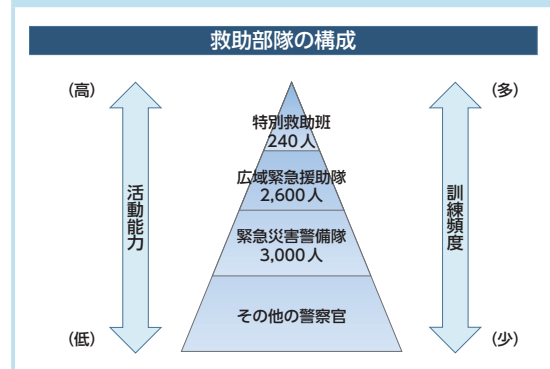 救助部隊の構成
(高)
(多)
特別救助班
240人
広域緊急援助隊
2,600人
活動能力
訓練頻度
緊急災害警備隊
3,000人
その他の警察官
(低)
(少)